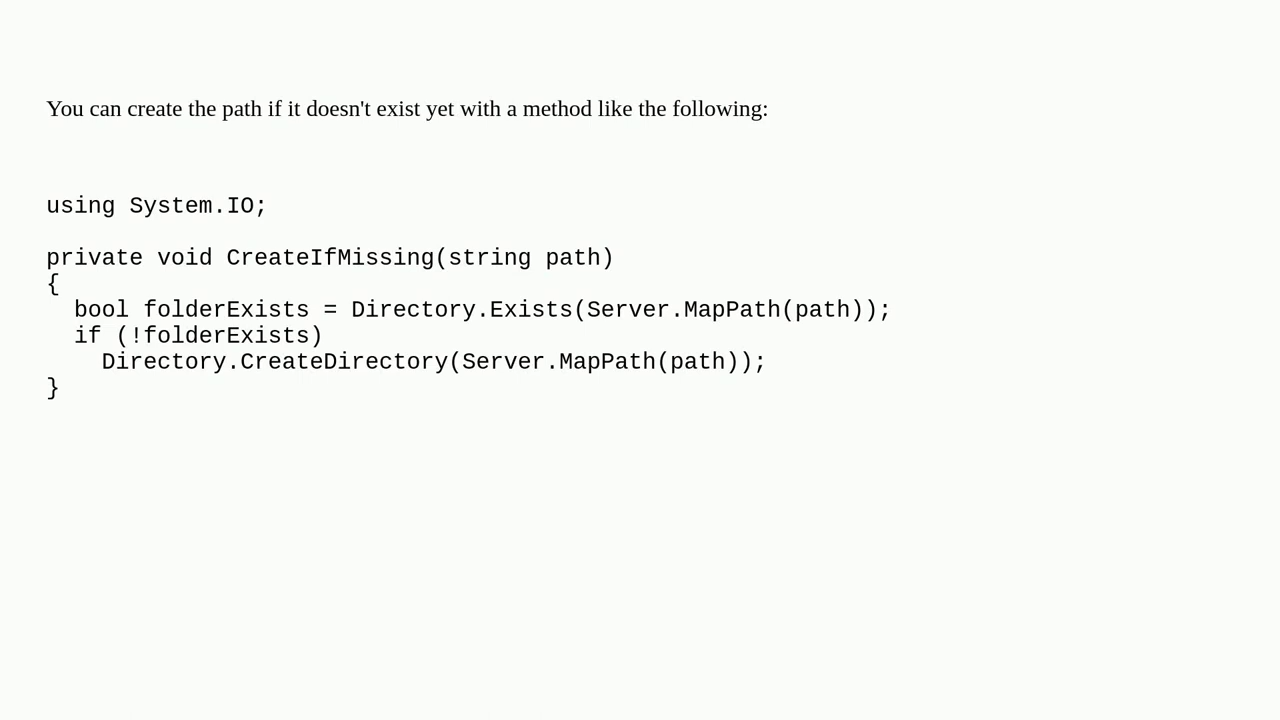 You can create the path if it doesn't exist yet with a method like the following:
using System.IO;
private void CreateIfMissing(string path)
{
  bool folderExists = Directory.Exists(Server.MapPath(path));
  if (!folderExists)
    Directory.CreateDirectory(Server.MapPath(path));
}